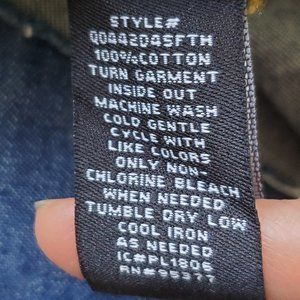 STYLE#
QO442D4SFTH
100%COTTON
TURN GARMENT
INSIDE OUT
MACHINE WASH
COLD GENTLE
CYCLE WITH
LIKE COLORS
ONLY NON-
CHLORINE BLEACH
WHEN NEEDED
TUMBLE DRY LOW
COOL IRON
AS NEEDED
IC#PL1806
RN#95377